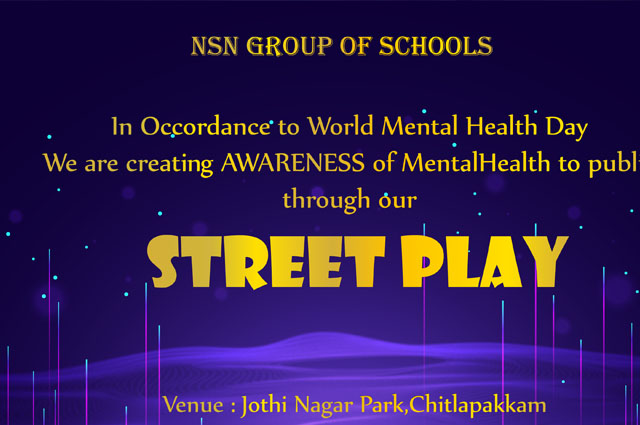 NSN GROUP OF SCHOOLS
In Occordance to World Mental Health Day
We are creating AWARENESS of MentalHealth to publi
through our
STREET PLAY
Venue : Jothi Nagar Park,Chitlapakkam